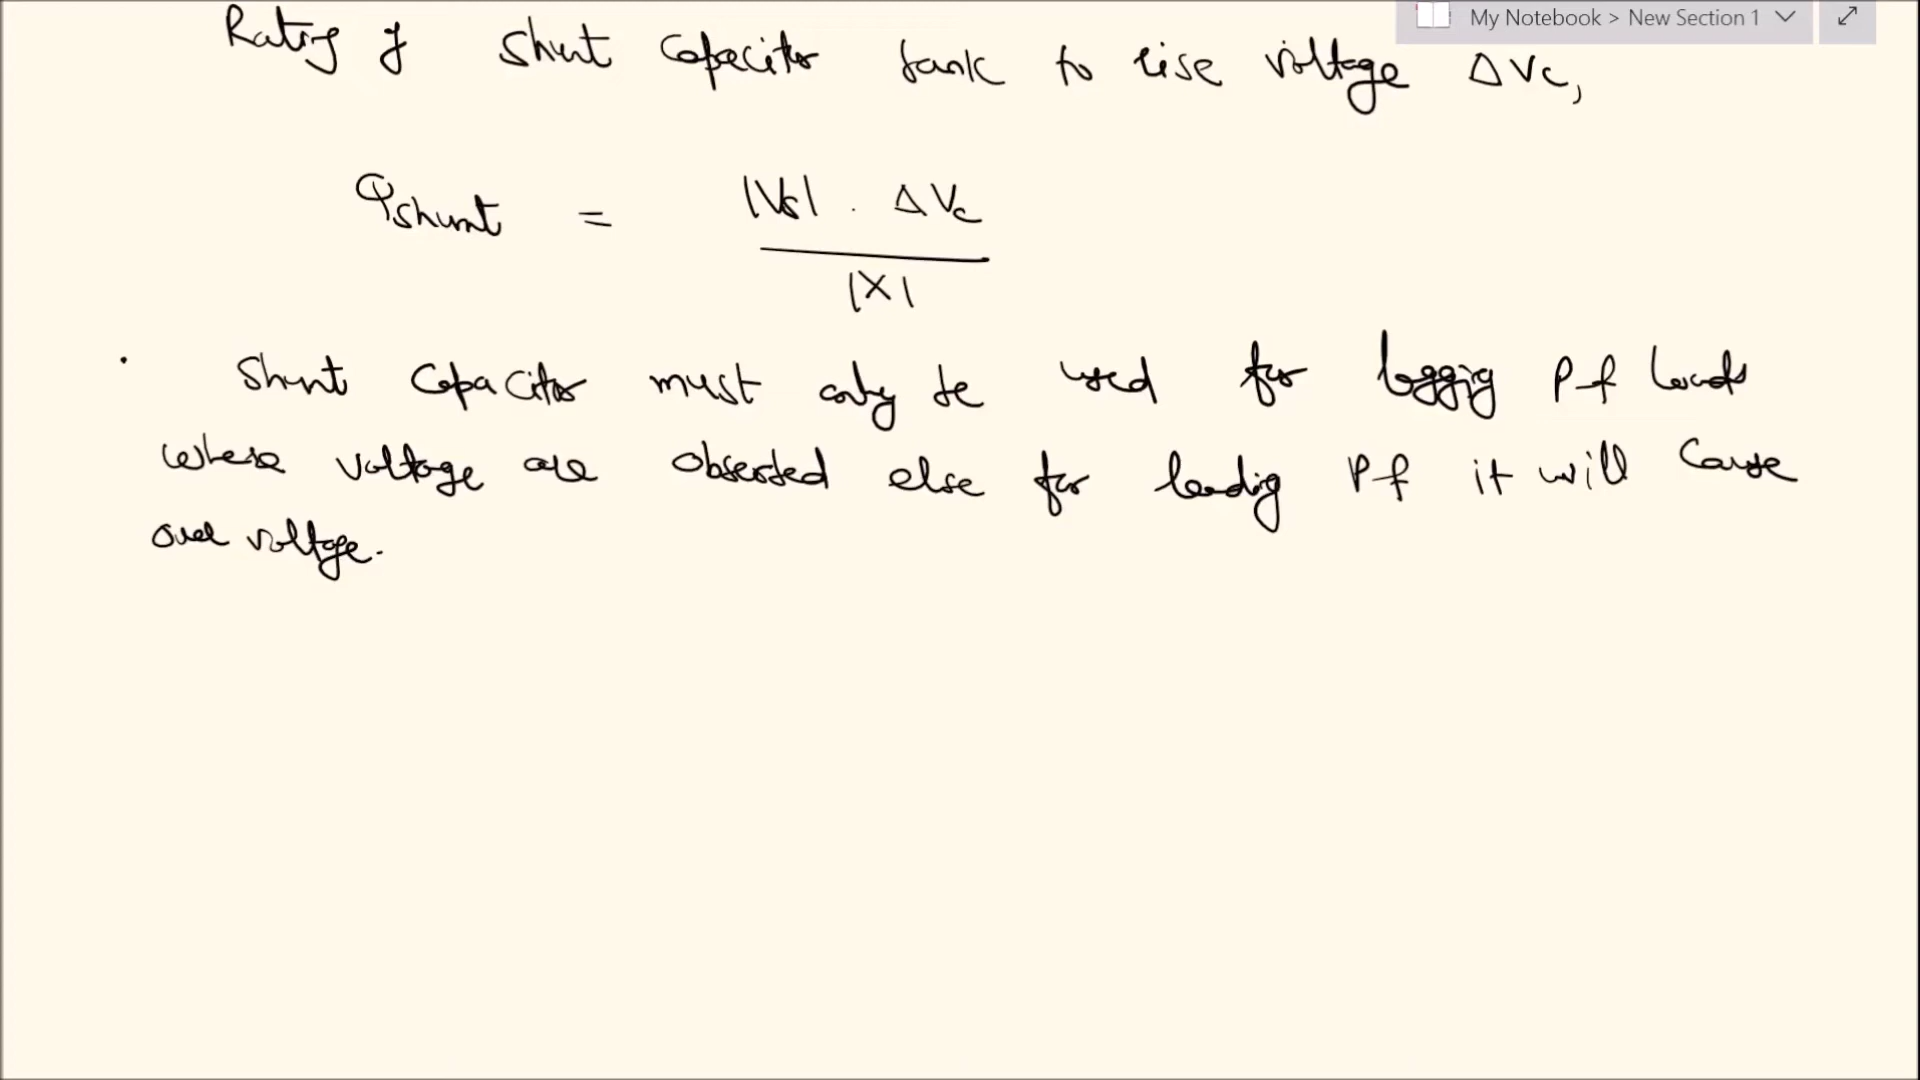 My Notebook > New Section 1
Rating of shunt capacitor bank to rise voltage ΔVc,
Qshunt = |Vs| . ΔVc
|X|
. Shunt Capacitor must only be used for lagging Pf loads
where voltage are observed else for leading Pf it will cause
over voltage.